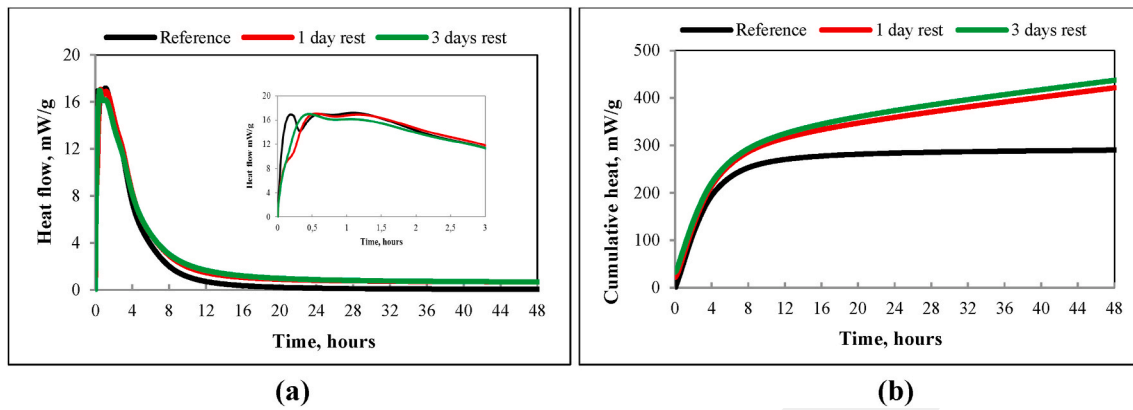 Reference 1 day rest 3 days rest
20
16
12
8
4
0
Heat flow, mW/g
20
16
12
8
4
0
Heat flow mW/g
0 0,5 1 1,5 2 2,5 3
Time, hours
0 4 8 12 16 20 24 28 32 36 40 44 48
Time, hours
(a)
Reference 1 day rest 3 days rest
500
400
300
200
100
0
Cumulative heat, mW/g
0 4 8 12 16 20 24 28 32 36 40 44 48
Time, hours
(b)